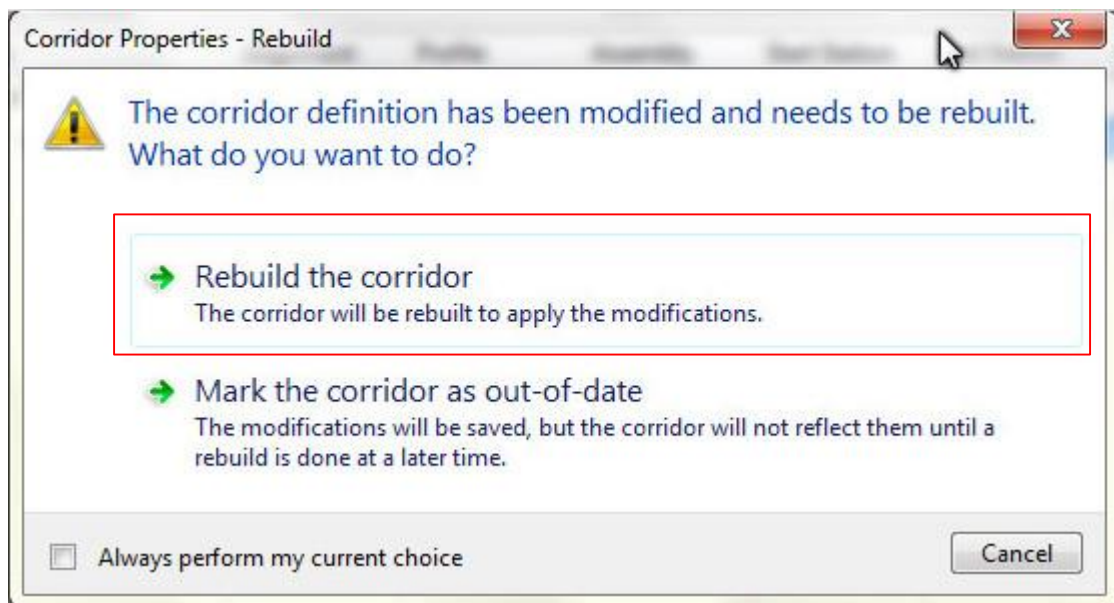 Corridor Properties - Rebuild
The corridor definition has been modified and needs to be rebuilt.
What do you want to do?
Rebuild the corridor
The corridor will be rebuilt to apply the modifications.
Mark the corridor as out-of-date
The modifications will be saved, but the corridor will not reflect them until a
rebuild is done at a later time.
Always perform my current choice
Cancel